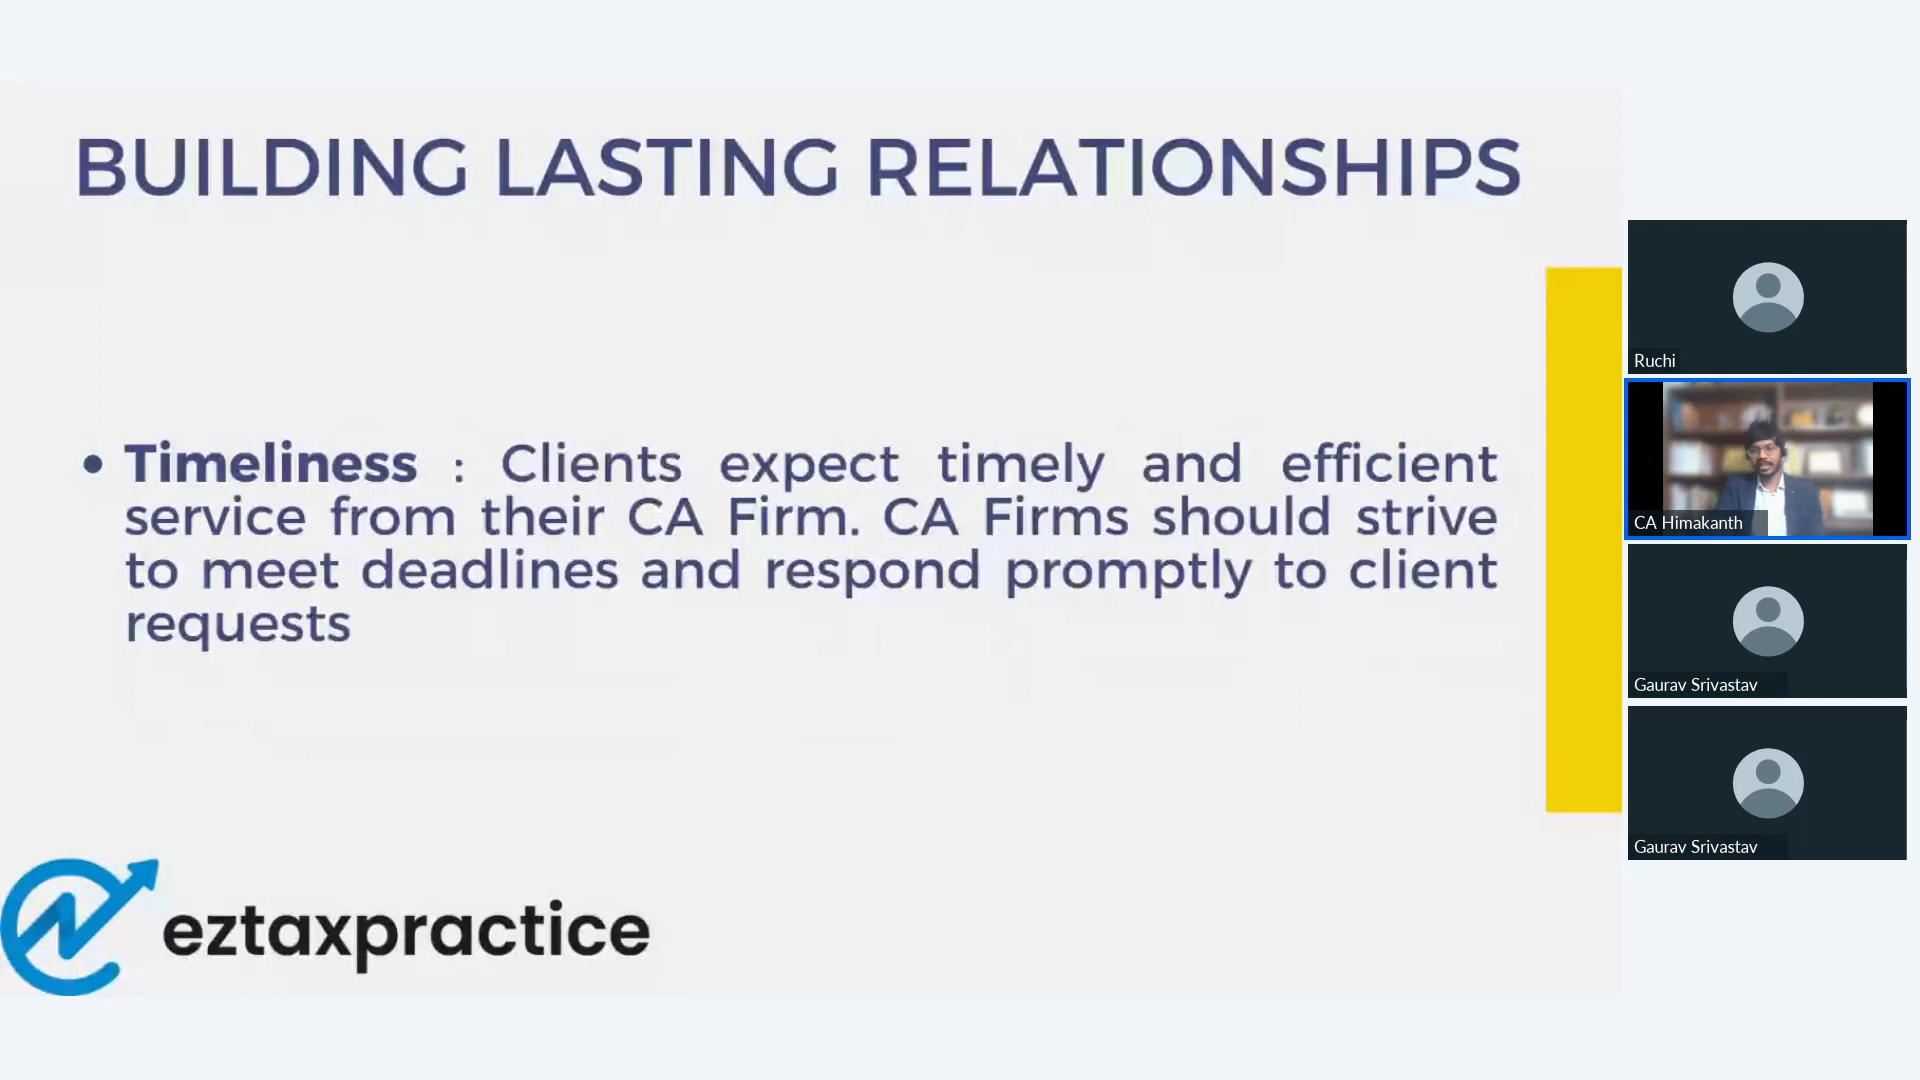 BUILDING LASTING RELATIONSHIPS
• Timeliness : Clients expect timely and efficient
service from their CA Firm. CA Firms should strive
to meet deadlines and respond promptly to client
requests
eztaxpractice
Ruchi
CA Himakanth
Gaurav Srivastav
Gaurav Srivastav